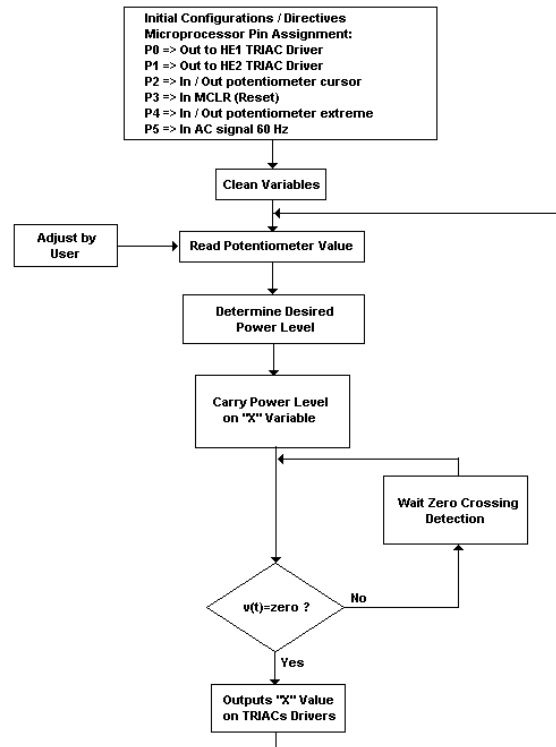 Initial Configurations / Directives
Microprocessor Pin Assignment:
P0 => Out to HE1 TRIAC Driver
P1 => Out to HE2 TRIAC Driver
P2 => In / Out potentiometer cursor
P3 => In MCLR (Reset)
P4 => In / Out potentiometer extreme
P5 => In AC signal 60 Hz
Clean Variables
Adjust by
User
Read Potentiometer Value
Determine Desired
Power Level
Carry Power Level
on "X" Variable
Wait Zero Crossing
Detection
v(t)=zero ?
No
Yes
Outputs "X" Value
on TRIACs Drivers